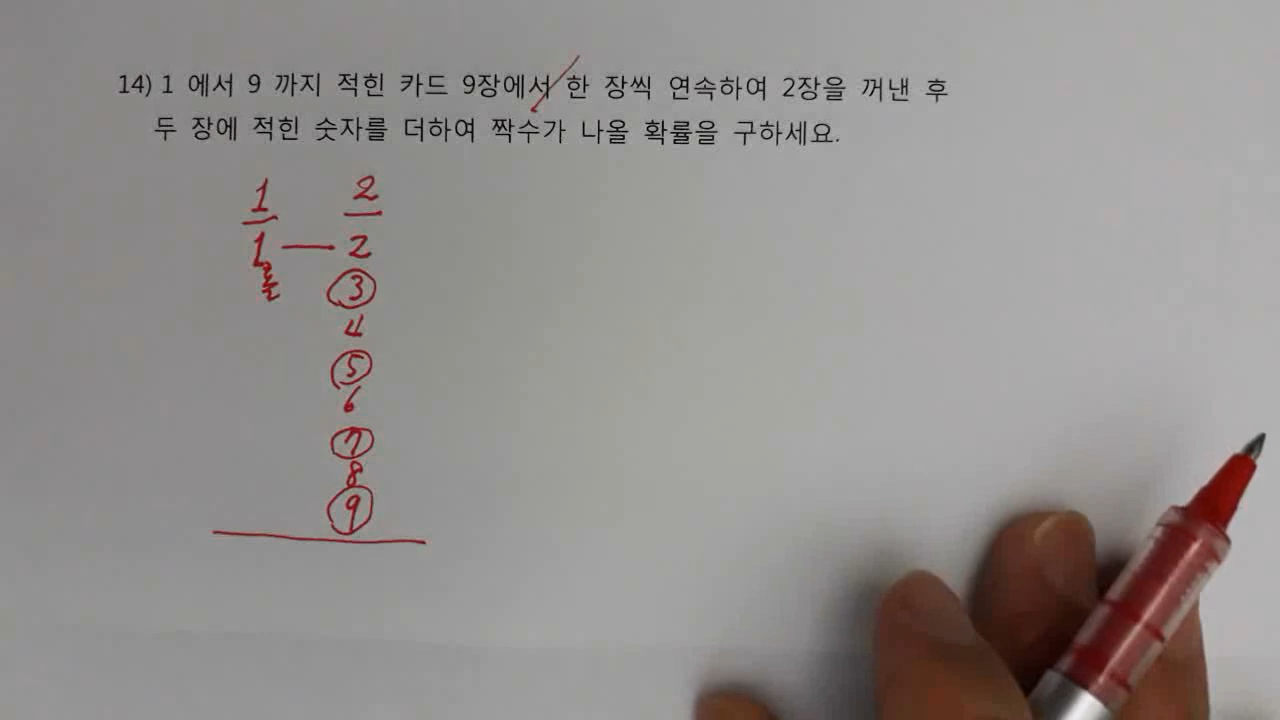 14) 1 에서 9 까지 적힌 카드 9장에서 한 장씩 연속하여 2장을 꺼낸 후
두 장에 적힌 숫자를 더하여 짝수가 나올 확률을 구하세요.
1 2
1 — 2
홀 3
4
5
6
7
8
9